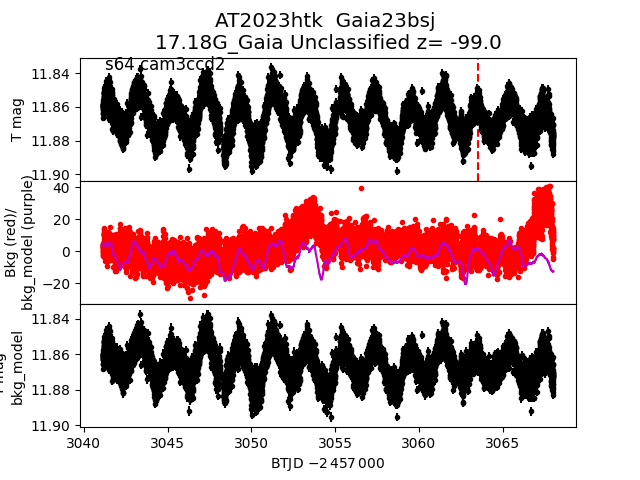 AT2023htk Gaia23bsj
17.18G_Gaia Unclassified z= -99.0
s64 cam3ccd2
11.84
11.86
11.88
11.90
T mag
40
20
0
−20
Bkg (red)/
bkg_model (purple)
11.84
11.86
11.88
11.90
mag
bkg_model
3040
3045
3050
3055
3060
3065
BTJD −2 457 000